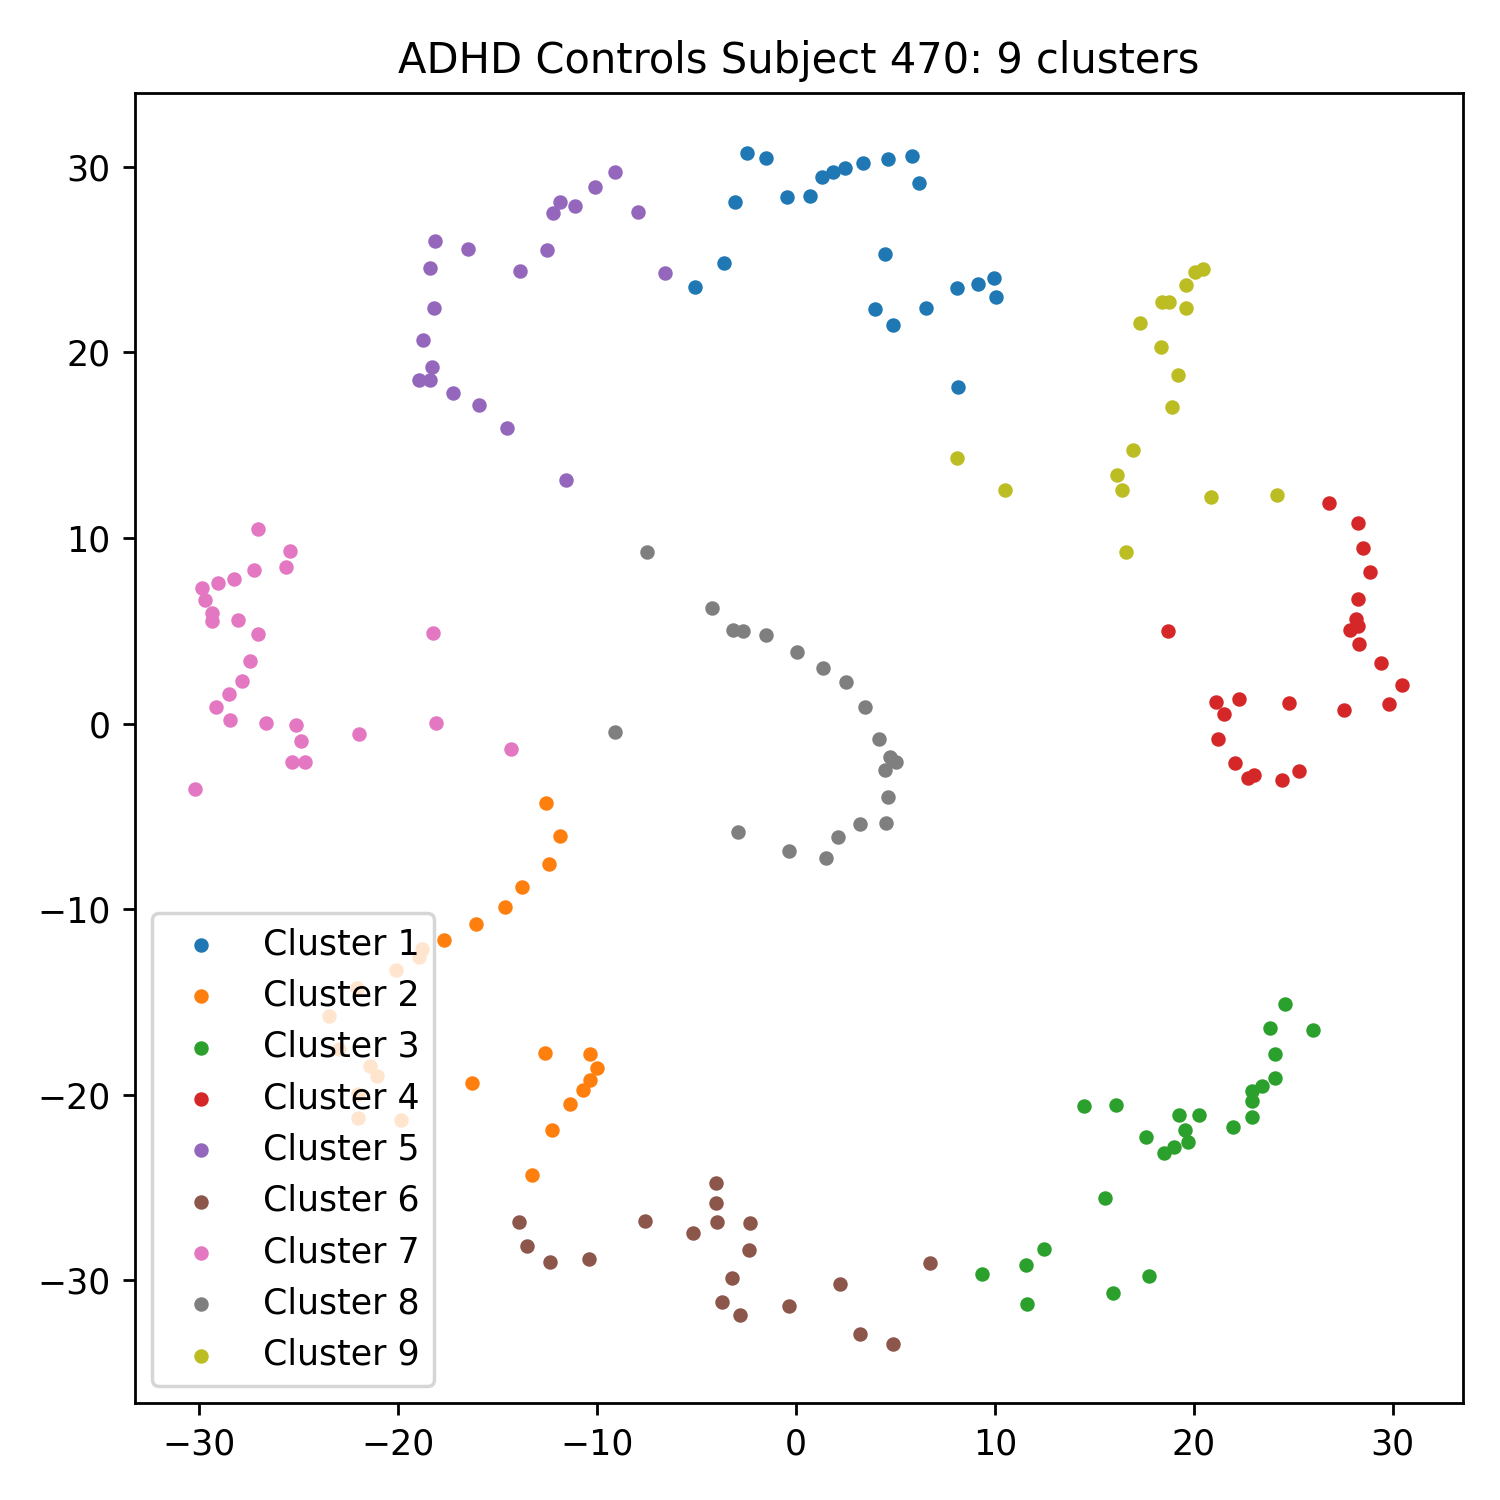 ADHD Controls Subject 470: 9 clusters
30
20
10
0
−10
−20
−30
Cluster 1
Cluster 2
Cluster 3
Cluster 4
Cluster 5
Cluster 6
Cluster 7
Cluster 8
Cluster 9
−30 −20 −10 0 10 20 30